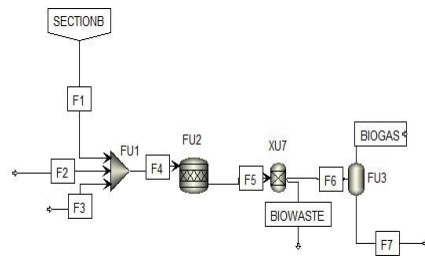 SECTIONB
F1
FU1
F2
F3
F4
FU2
F5
XU7
BIOWASTE
F6
BIOGAS
FU3
F7